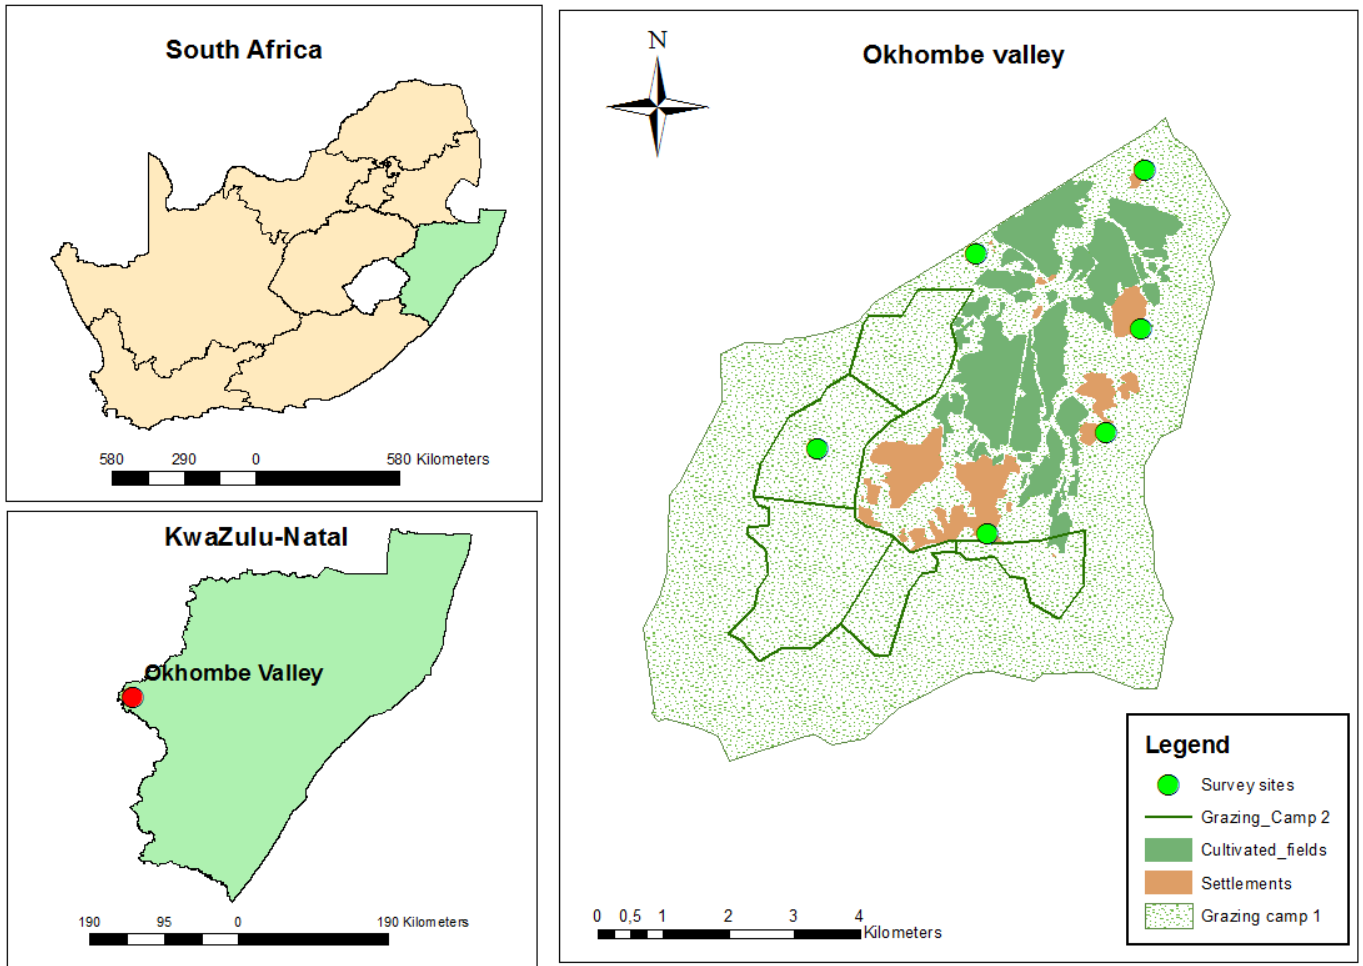 South Africa
580 290 0 580 Kilometers
KwaZulu-Natal
Okhombe Valley
190 95 0 190 Kilometers
N
Okhombe valley
0 0,5 1 2 3 4
Kilometers
Legend
Survey sites
Grazing_Camp 2
Cultivated_fields
Settlements
Grazing camp 1